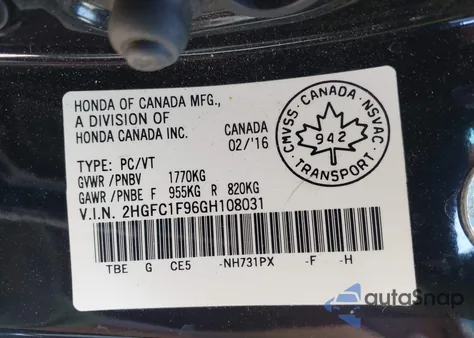 HONDA OF CANADA MFG.,
A DIVISION OF
HONDA CANADA INC.
CANADA
02/'16
TYPE: PC/VT
GVWR /PNBV 1770KG
GAWR /PNBE F 955KG R 820KG
V.I.N. 2HGFC1F96GH108031
TBE G CE5 -NH731PX -F -H
CMVSS · CANADA · NSVAC
942
TRANSPORT
autoSnap